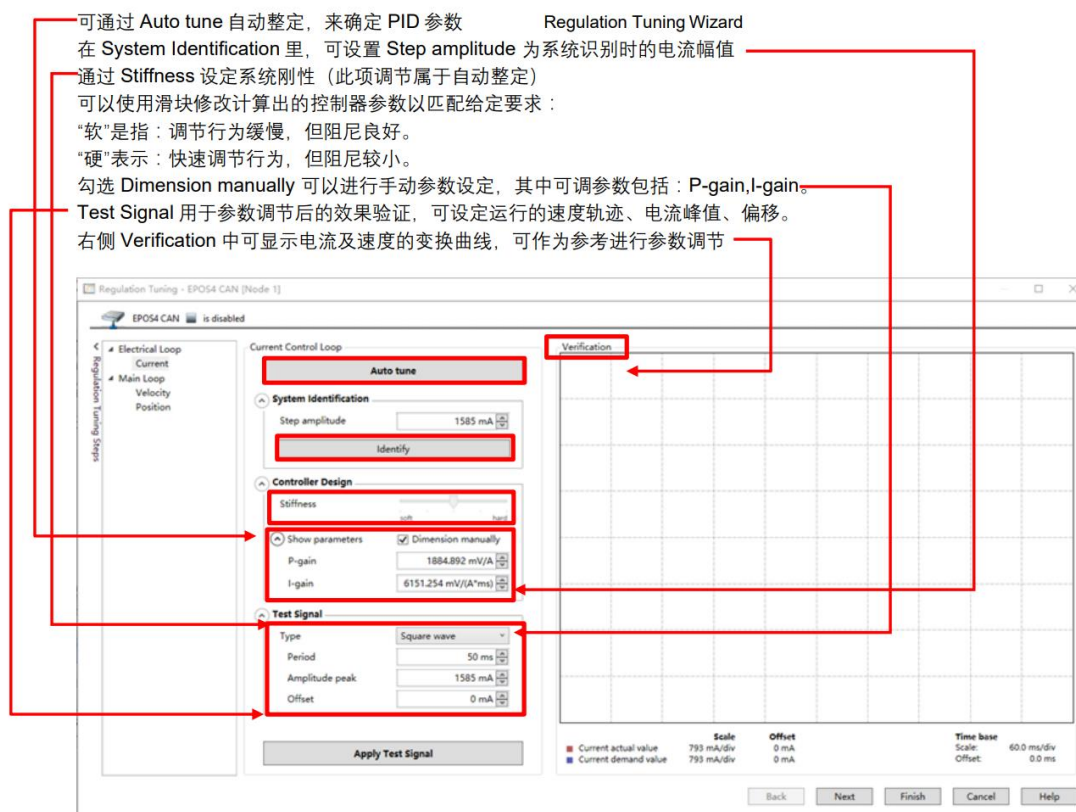 可通过 Auto tune 自动整定，来确定 PID 参数
Regulation Tuning Wizard
在 System Identification 里，可设置 Step amplitude 为系统识别时的电流幅值
通过 Stiffness 设定系统刚性（此项调节属于自动整定）
可以使用滑块修改计算出的控制器参数以匹配给定要求：
“软”是指：调节行为缓慢，但阻尼良好。
“硬”表示：快速调节行为，但阻尼较小。
勾选 Dimension manually 可以进行手动参数设定，其中可调参数包括：P-gain,I-gain。
Test Signal 用于参数调节后的效果验证，可设定运行的速度轨迹、电流峰值、偏移。
右侧 Verification 中可显示电流及速度的变换曲线，可作为参考进行参数调节
Regulation Tuning - EPOS4 CAN [Node 1]
EPOS4 CAN is disabled
Regulation Tuning Steps
Electrical Loop
Current
Main Loop
Velocity
Position
Current Control Loop
Auto tune
System Identification
Step amplitude 1585 mA
Identify
Controller Design
Stiffness
soft hard
Show parameters Dimension manually
P-gain 1884.892 mV/A
I-gain 6151.254 mV/(A*ms)
Test Signal
Type Square wave
Period 50 ms
Amplitude peak 1585 mA
Offset 0 mA
Apply Test Signal
Verification
Scale Offset
Current actual value 793 mA/div 0 mA
Current demand value 793 mA/div 0 mA
Time base
Scale: 60.0 ms/div
Offset: 0.0 ms
Back Next Finish Cancel Help